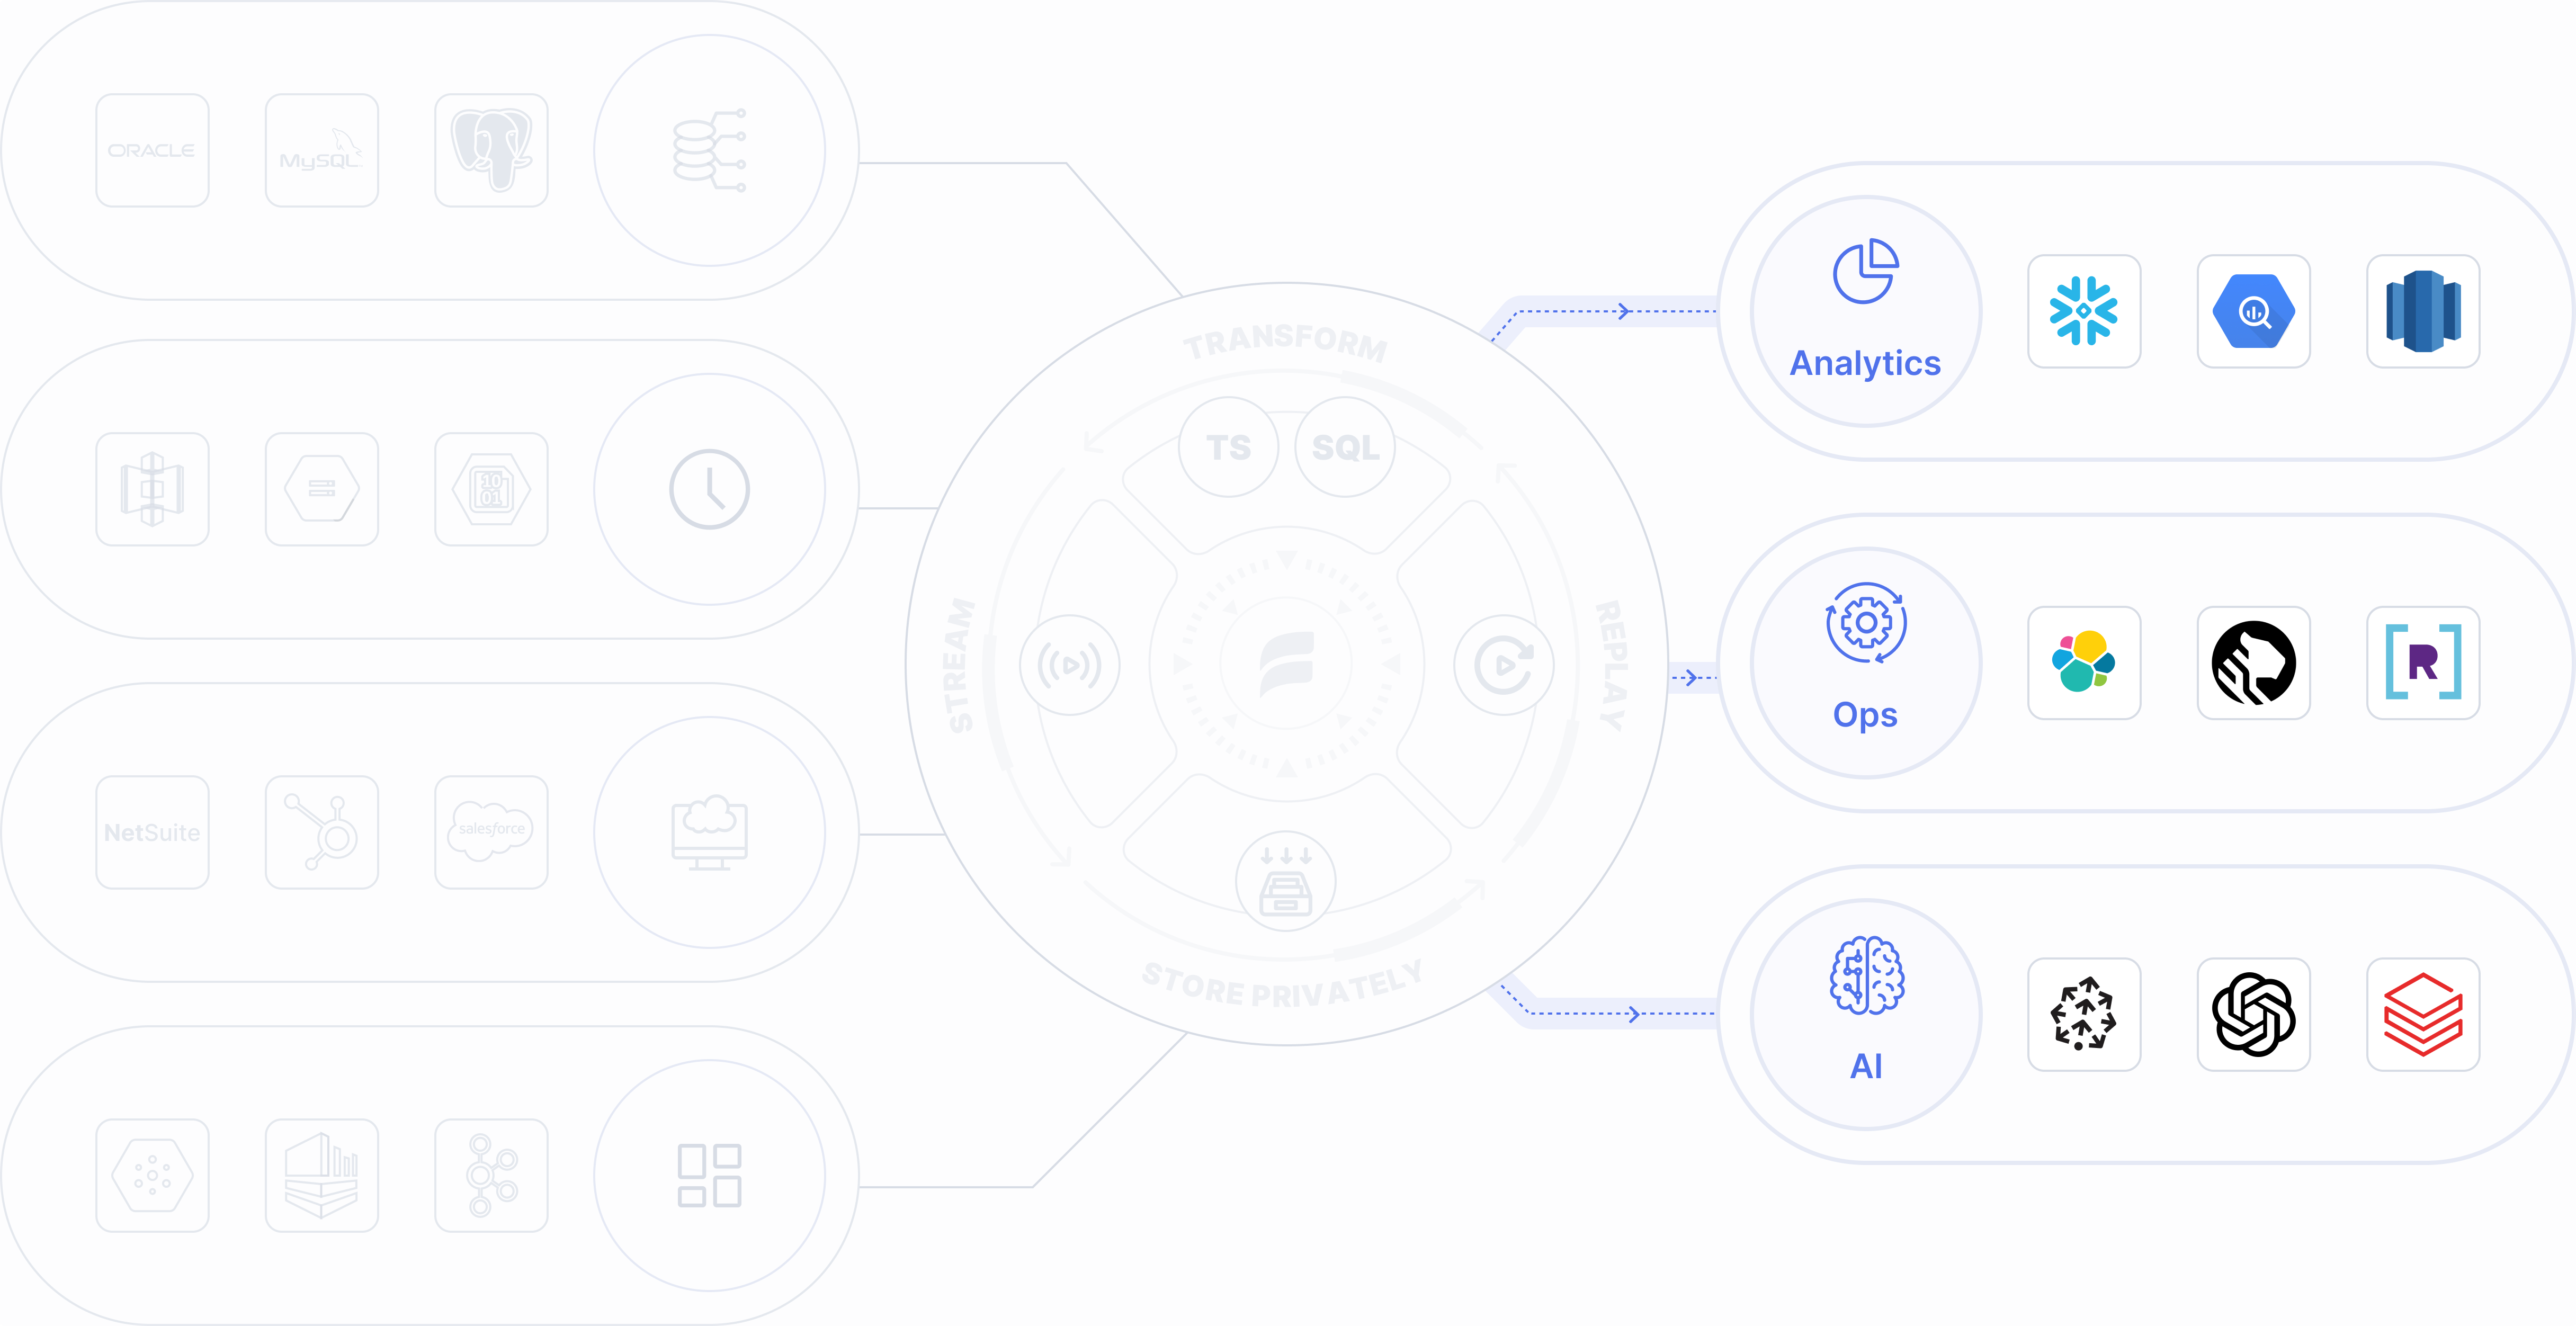 ORACLE
MySQL
10
01
NetSuite
salesforce
TRANSFORM
TS
SQL
STREAM
REPLAY
STORE PRIVATELY
Analytics
Ops
R
AI